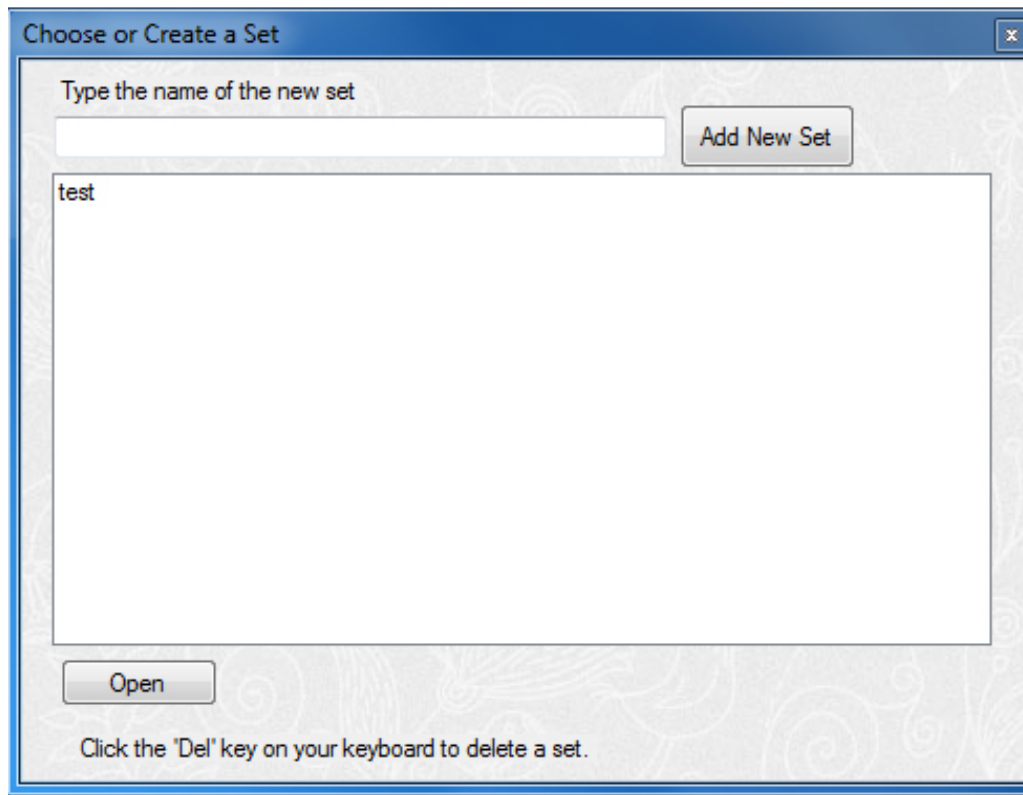 Choose or Create a Set
Type the name of the new set
Add New Set
test
Open
Click the 'Del' key on your keyboard to delete a set.